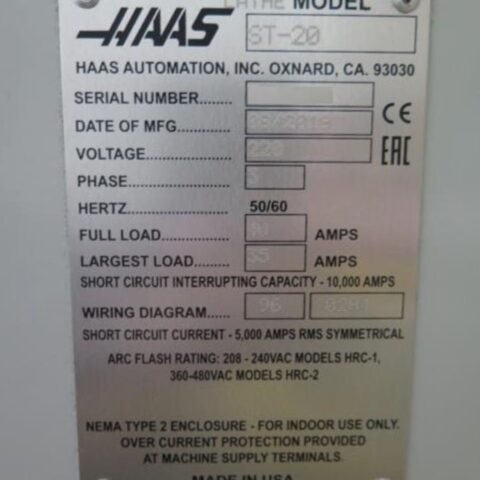 HAAS LATHE MODEL ST-20
HAAS AUTOMATION, INC. OXNARD, CA. 93030
SERIAL NUMBER........
DATE OF MFG...........
CE
VOLTAGE................. 220
EAC
PHASE....................
HERTZ.................... 50/60
FULL LOAD.............. AMPS
LARGEST LOAD....... AMPS
SHORT CIRCUIT INTERRUPTING CAPACITY - 10,000 AMPS
WIRING DIAGRAM.... 96
SHORT CIRCUIT CURRENT - 5,000 AMPS RMS SYMMETRICAL
ARC FLASH RATING: 208 - 240VAC MODELS HRC-1,
360-480VAC MODELS HRC-2
NEMA TYPE 2 ENCLOSURE - FOR INDOOR USE ONLY.
OVER CURRENT PROTECTION PROVIDED
AT MACHINE SUPPLY TERMINALS.
MADE IN USA